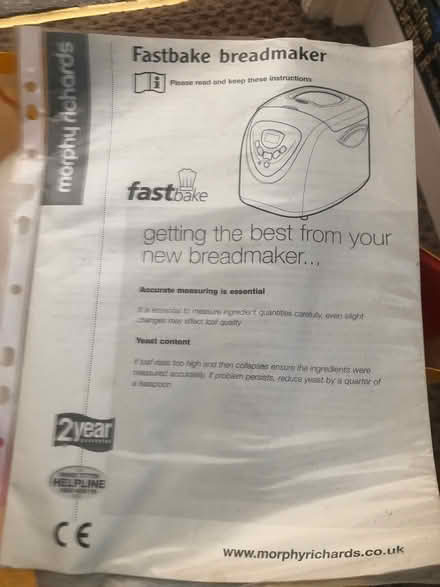 morphy richards
Fastbake breadmaker
Please read and keep these instructions
fastbake
getting the best from your
new breadmaker...
Accurate measuring is essential
It is essential to measure ingredient quantities carefully, even slight
changes may effect loaf quality
Yeast content
If loaf rises too high and then collapses ensure the ingredients were
measured accurately. If problem persists, reduce yeast by a quarter of
a teaspoon
2year
guarantee
HELPLINE
CE
www.morphyrichards.co.uk